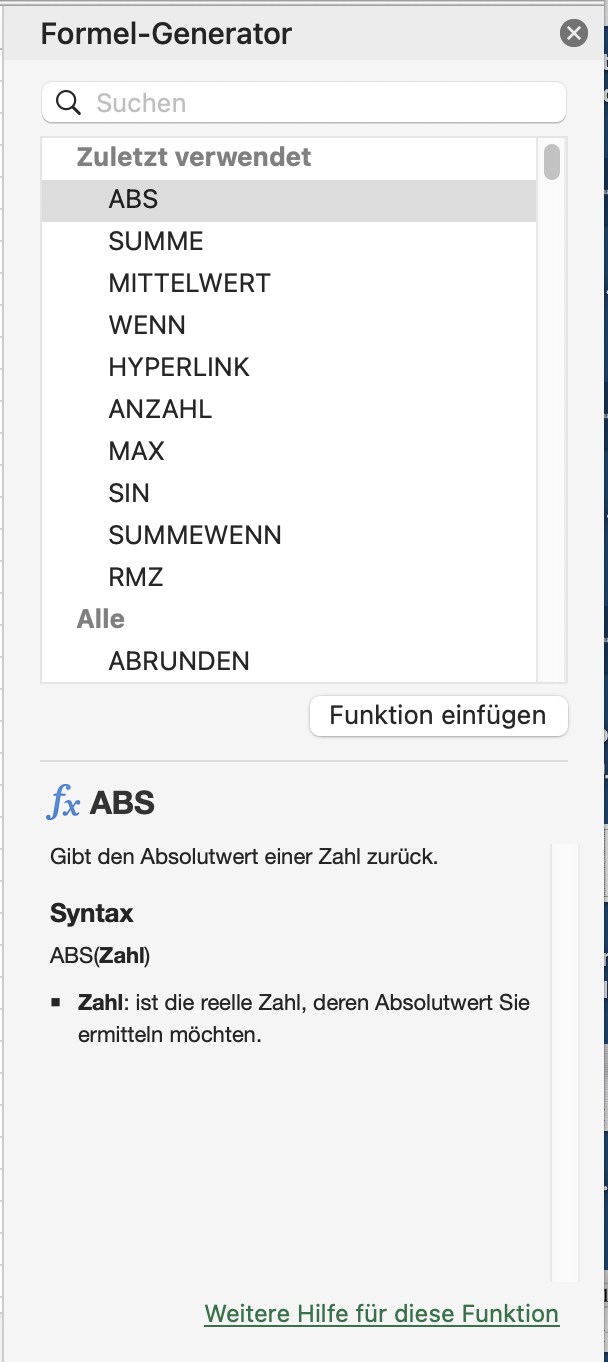 Formel-Generator
Suchen
Zuletzt verwendet
ABS
SUMME
MITTELWERT
WENN
HYPERLINK
ANZAHL
MAX
SIN
SUMMEWENN
RMZ
Alle
ABRUNDEN
Funktion einfügen
fx ABS
Gibt den Absolutwert einer Zahl zurück.
Syntax
ABS(Zahl)
▪ Zahl: ist die reelle Zahl, deren Absolutwert Sie
ermitteln möchten.
Weitere Hilfe für diese Funktion